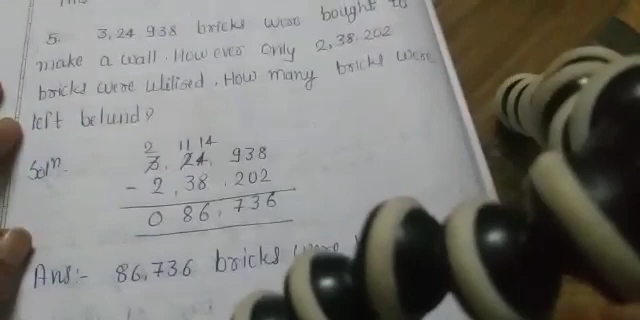 5. 3,24 938 bricks were bought to
make a wall. However only 2,38.202
bricks were utilised. How many bricks were
left behind?
2 11 14
Solⁿ. 3, 24. 938
- 2, 38 .202
0 86,736
Ans:- 86,736 bricks were